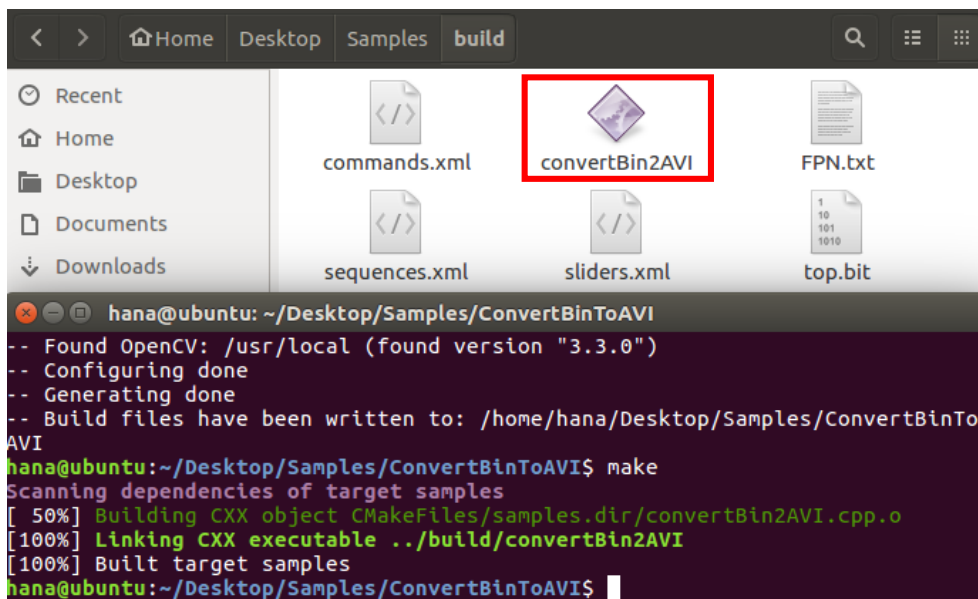 Home Desktop Samples build
Recent
Home
Desktop
Documents
Downloads
commands.xml convertBin2AVI FPN.txt
1
10
101
1010
sequences.xml sliders.xml top.bit
hana@ubuntu: ~/Desktop/Samples/ConvertBinToAVI
-- Found OpenCV: /usr/local (found version "3.3.0")
-- Configuring done
-- Generating done
-- Build files have been written to: /home/hana/Desktop/Samples/ConvertBinTo
AVI
hana@ubuntu:~/Desktop/Samples/ConvertBinToAVI$ make
Scanning dependencies of target samples
[ 50%] Building CXX object CMakeFiles/samples.dir/convertBin2AVI.cpp.o
[100%] Linking CXX executable ../build/convertBin2AVI
[100%] Built target samples
hana@ubuntu:~/Desktop/Samples/ConvertBinToAVI$